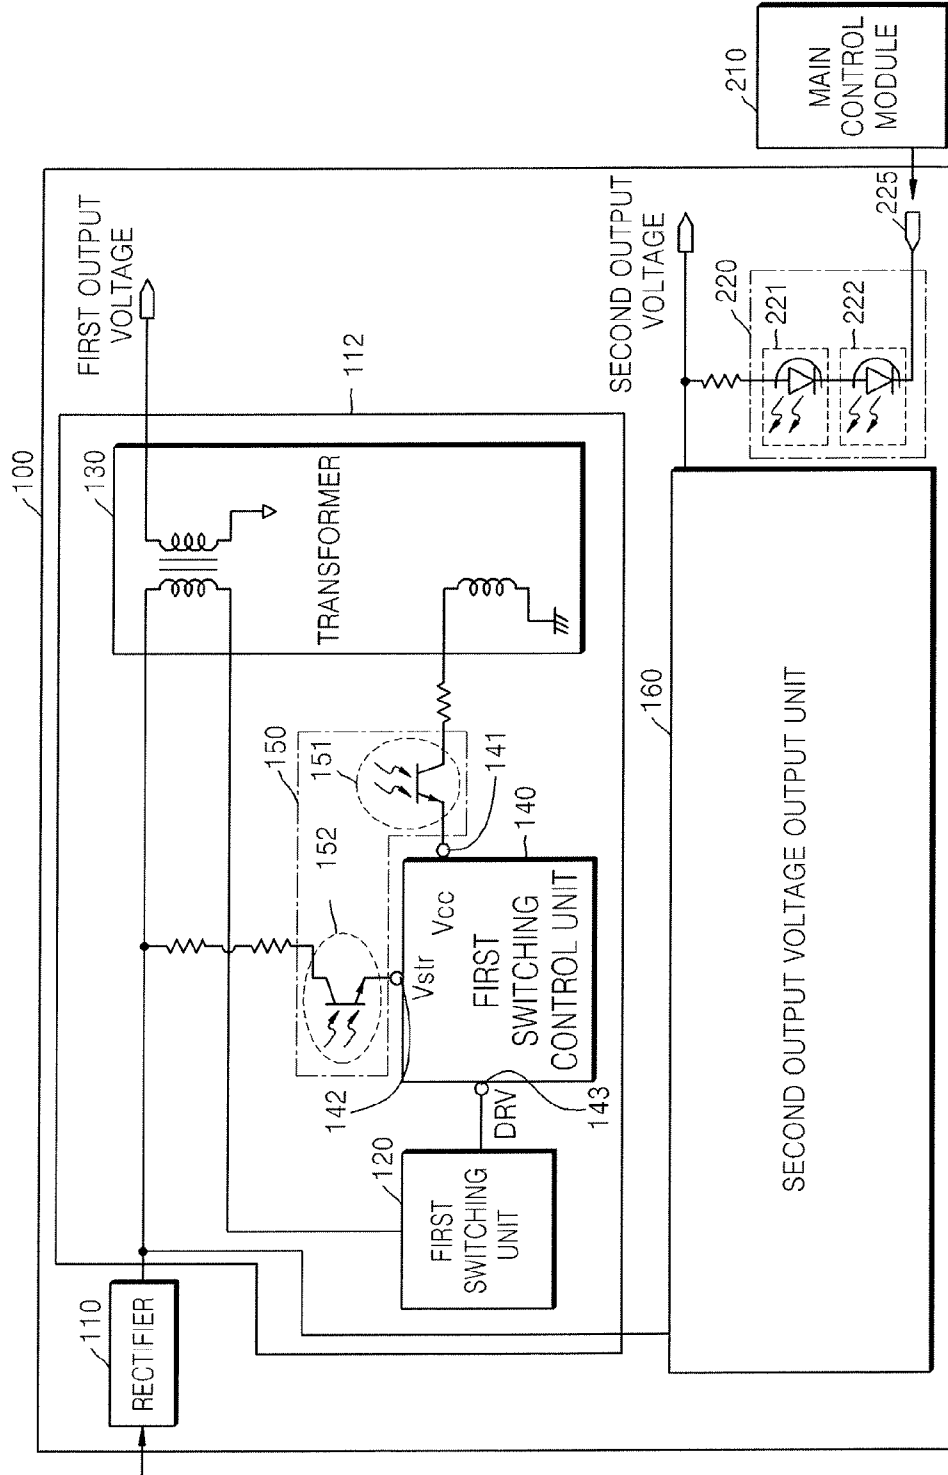 100
110
RECTIFIER
FIRST OUTPUT
VOLTAGE
112
130
TRANSFORMER
150
151
152
120
FIRST
SWITCHING
UNIT
DRV
143
142
Vstr
Vcc
141
140
FIRST
SWITCHING
CONTROL UNIT
160
SECOND OUTPUT VOLTAGE OUTPUT UNIT
SECOND OUTPUT
VOLTAGE
220
221
222
225
210
MAIN
CONTROL
MODULE